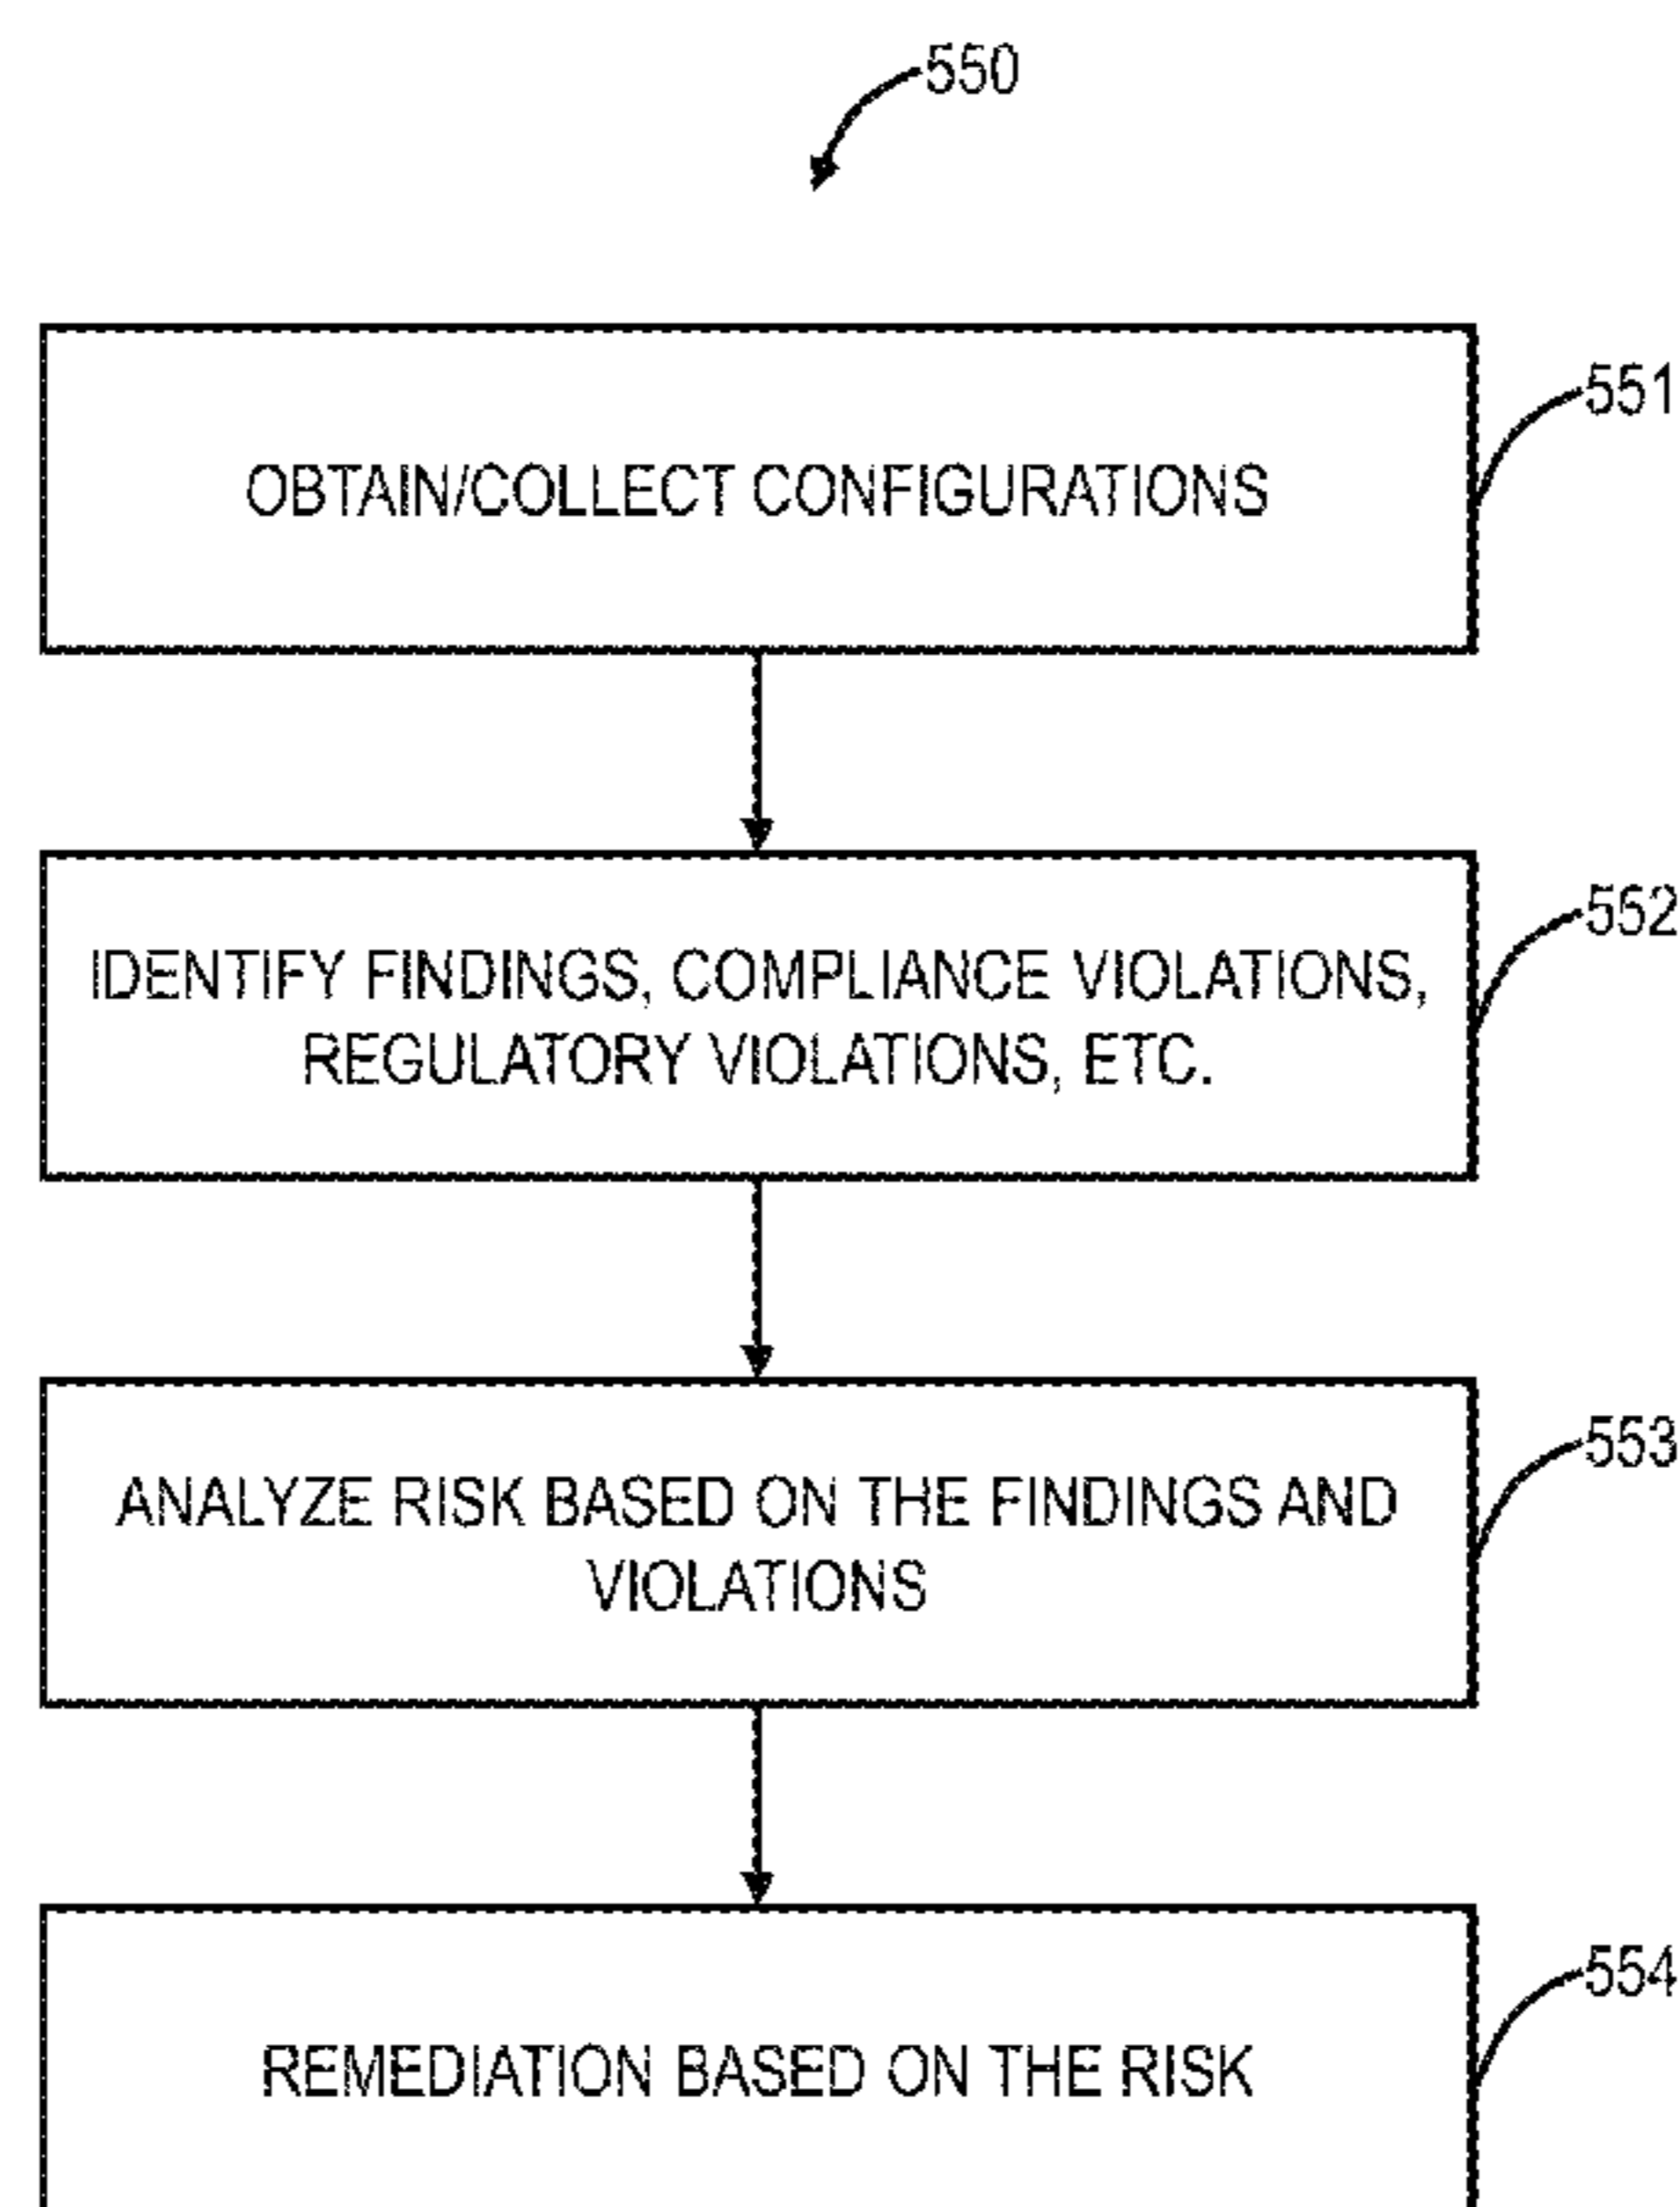 550
OBTAIN/COLLECT CONFIGURATIONS
551
IDENTIFY FINDINGS, COMPLIANCE VIOLATIONS,
REGULATORY VIOLATIONS, ETC.
552
ANALYZE RISK BASED ON THE FINDINGS AND
VIOLATIONS
553
REMEDIATION BASED ON THE RISK
554